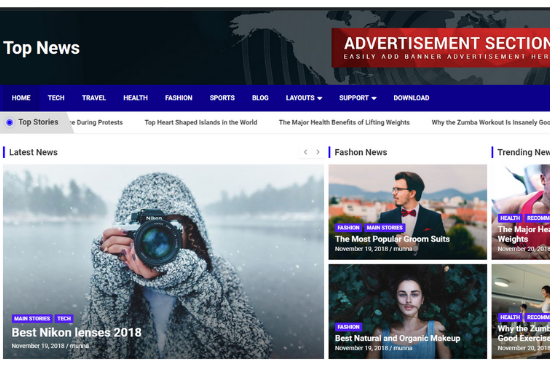 Top News
ADVERTISEMENT SECTION
EASILY ADD BANNER ADVERTISEMENT HER
HOME TECH TRAVEL HEALTH FASHION SPORTS BLOG LAYOUTS SUPPORT DOWNLOAD
Top Stories
e During Protests Top Heart Shaped Islands in the World The Major Health Benefits of Lifting Weights Why the Zumba Workout Is Insanely Goo
Latest News
Fashon News
Trending New
Nikon
MAIN STORIES TECH
Best Nikon lenses 2018
November 19, 2018 / munna
FASHION MAIN STORIES
The Most Popular Groom Suits
November 19, 2018 / munna
FASHION
Best Natural and Organic Makeup
November 19, 2018 / munna
HEALTH RECOMM
The Major Hea
Weights
November 20, 2018
HEALTH RECOMM
Why the Zumb
Good Exercise
November 20, 2018